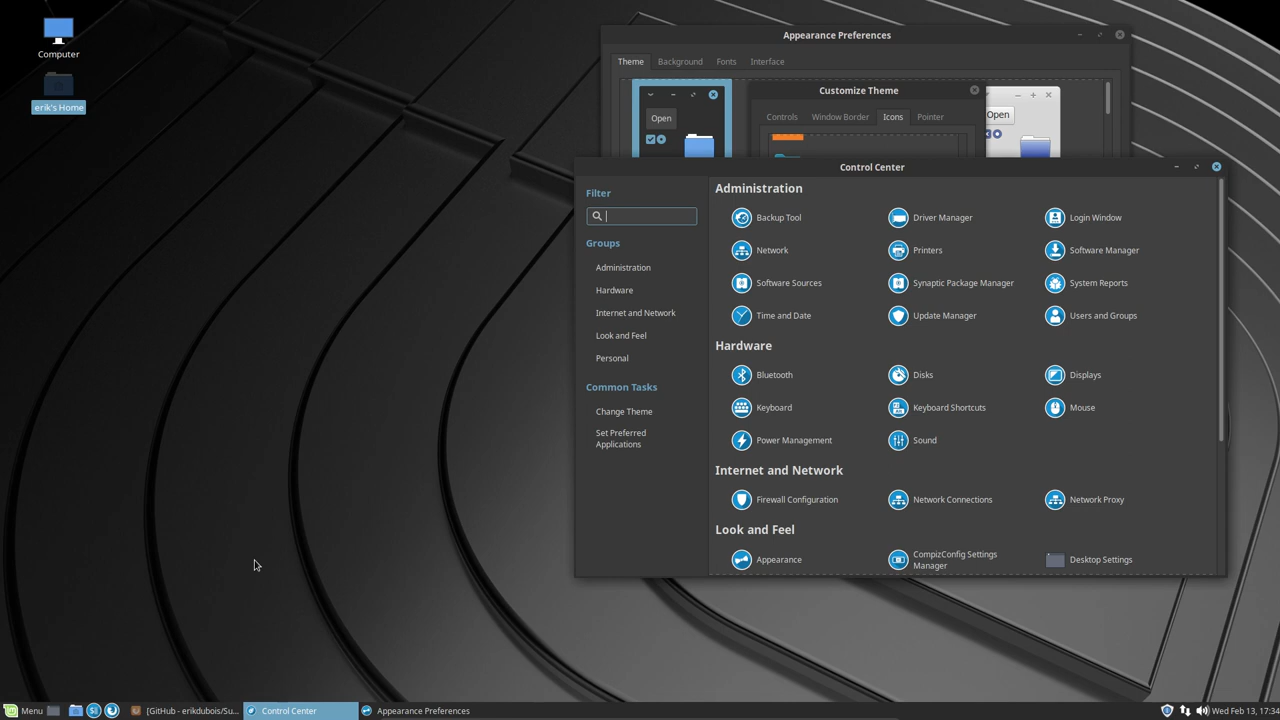 Computer
erik's Home
Appearance Preferences
Theme Background Fonts Interface
Open
Customize Theme
Controls Window Border Icons Pointer
Open
Control Center
Filter
Groups
Administration
Hardware
Internet and Network
Look and Feel
Personal
Common Tasks
Change Theme
Set Preferred
Applications
Administration
Backup Tool Driver Manager Login Window
Network Printers Software Manager
Software Sources Synaptic Package Manager System Reports
Time and Date Update Manager Users and Groups
Hardware
Bluetooth Disks Displays
Keyboard Keyboard Shortcuts Mouse
Power Management Sound
Internet and Network
Firewall Configuration Network Connections Network Proxy
Look and Feel
Appearance CompizConfig Settings
Manager Desktop Settings
Menu [GitHub - erikdubois/Su... Control Center Appearance Preferences Wed Feb 13, 17:34